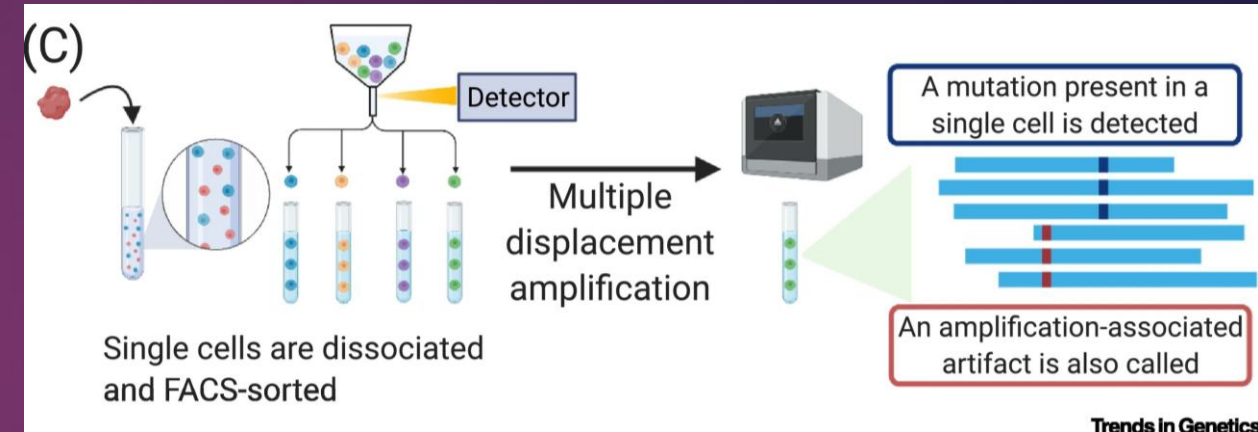 (C)
Detector
Multiple
displacement
amplification
A mutation present in a
single cell is detected
An amplification-associated
artifact is also called
Single cells are dissociated
and FACS-sorted
Trends in Genetics